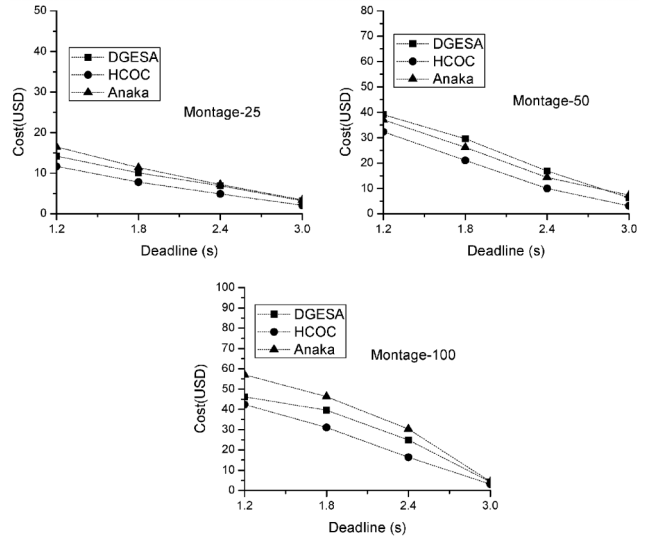 50
40
30
20
10
0
Cost(USD)
DGESA
HCOC
Anaka
Montage-25
1.2 1.8 2.4 3.0
Deadline (s)
80
70
60
50
40
30
20
10
0
Cost(USD)
DGESA
HCOC
Anaka
Montage-50
1.2 1.8 2.4 3.0
Deadline (s)
100
90
80
70
60
50
40
30
20
10
0
Cost(USD)
DGESA
HCOC
Anaka
Montage-100
1.2 1.8 2.4 3.0
Deadline (s)